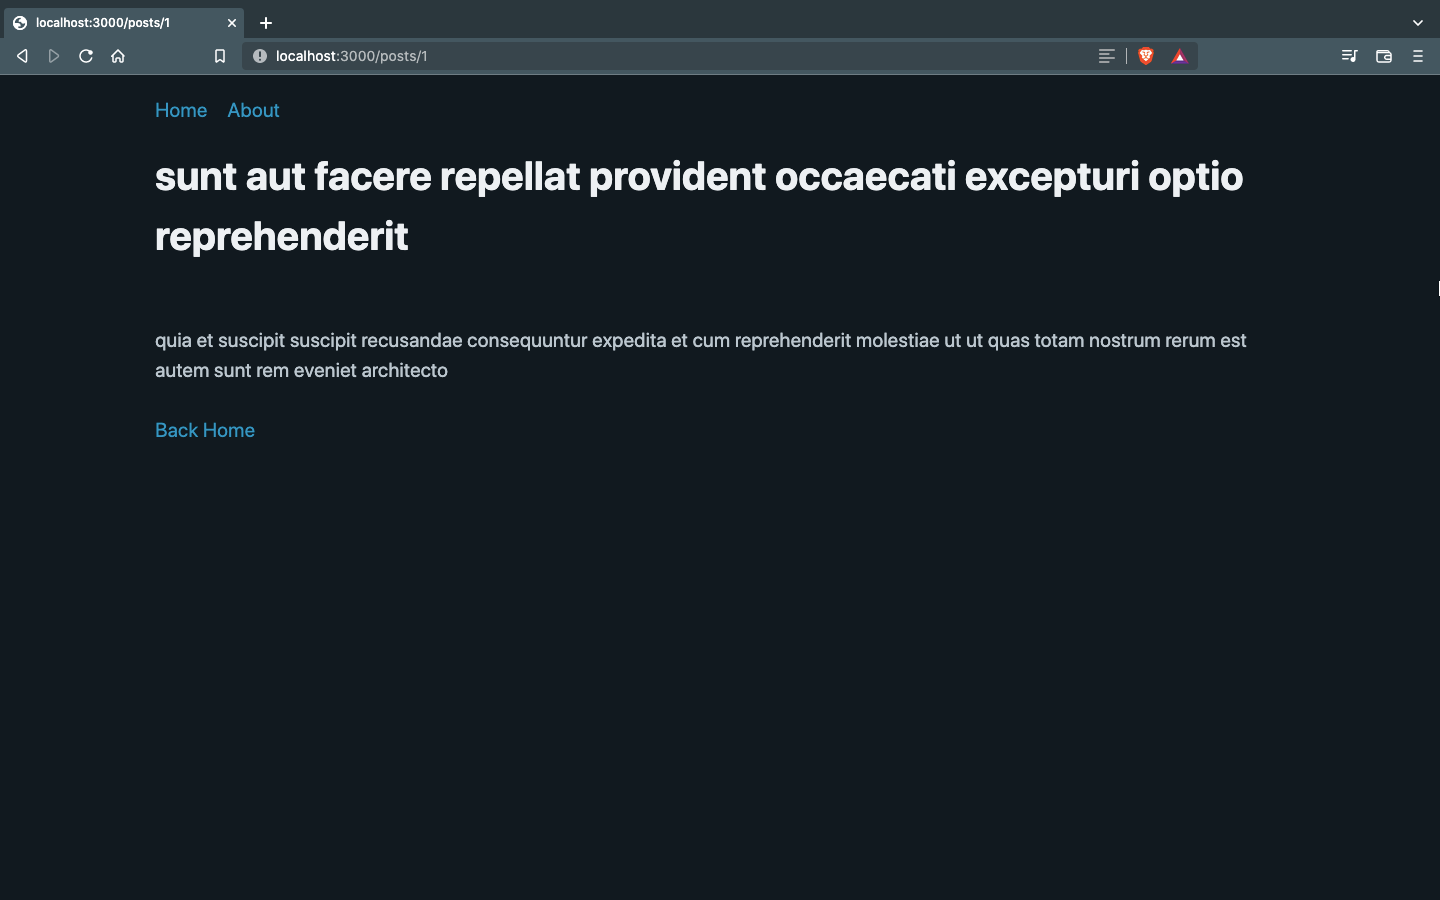 localhost:3000/posts/1
localhost:3000/posts/1
Home About
sunt aut facere repellat provident occaecati excepturi optio
reprehenderit
quia et suscipit suscipit recusandae consequuntur expedita et cum reprehenderit molestiae ut ut quas totam nostrum rerum est
autem sunt rem eveniet architecto
Back Home